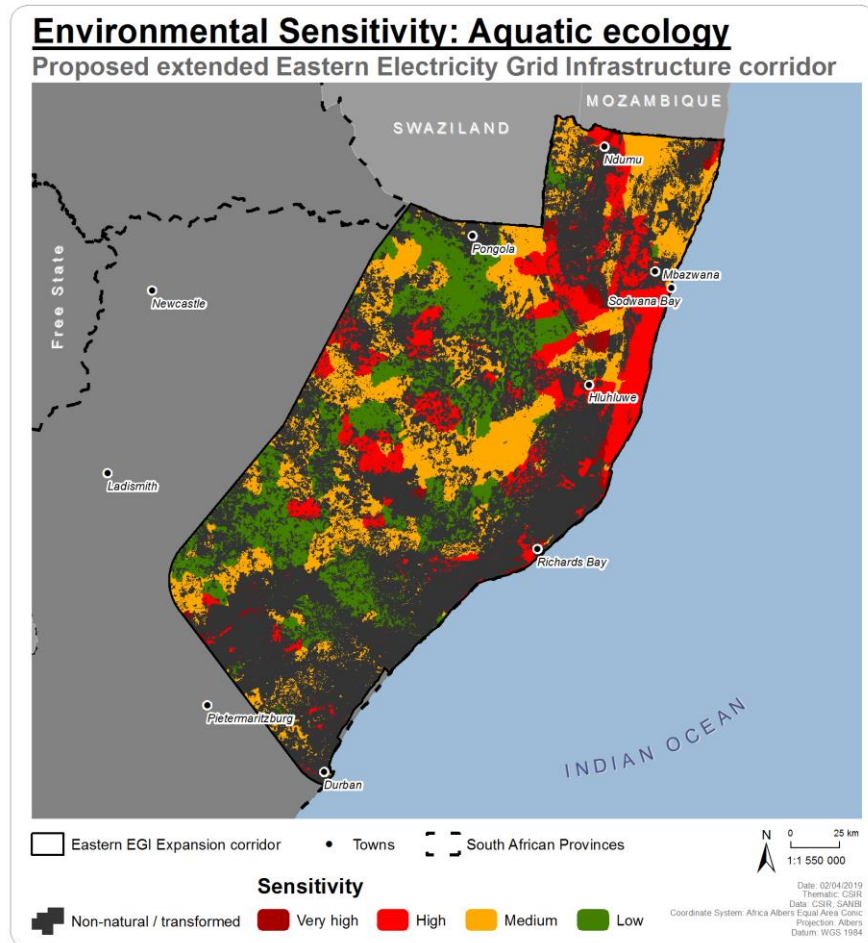 Environmental Sensitivity: Aquatic ecology
Proposed extended Eastern Electricity Grid Infrastructure corridor
MOZAMBIQUE
SWAZILAND
Ndumu
Pongola
Free State
Newcastle
Mbazwana
Sodwana Bay
Hluhluwe
Ladismith
Richards Bay
Pietermaritzburg
INDIAN OCEAN
Durban
Eastern EGI Expansion corridor
Towns
South African Provinces
N
0 25 km
1:1 550 000
Sensitivity
Non-natural / transformed
Very high
High
Medium
Low
Date: 02/04/2019
Thematic: CSIR
Data: CSIR, SANBI
Coordinate System: Africa Albers Equal Area Conic
Projection: Albers
Datum: WGS 1984